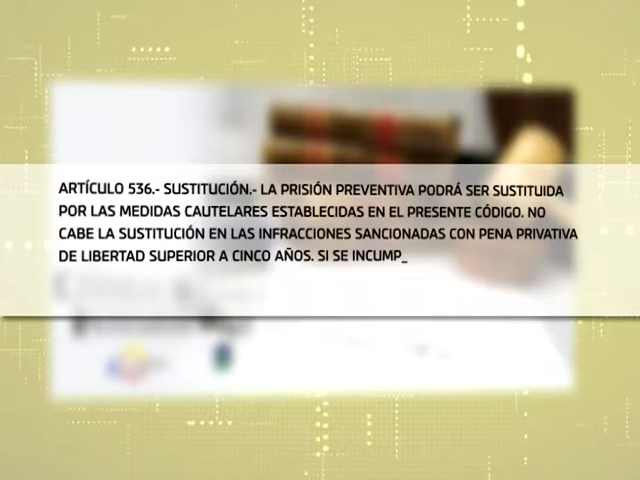 ARTÍCULO 536.- SUSTITUCIÓN.- LA PRISIÓN PREVENTIVA PODRÁ SER SUSTITUIDA
POR LAS MEDIDAS CAUTELARES ESTABLECIDAS EN EL PRESENTE CÓDIGO. NO
CABE LA SUSTITUCIÓN EN LAS INFRACCIONES SANCIONADAS CON PENA PRIVATIVA
DE LIBERTAD SUPERIOR A CINCO AÑOS. SI SE INCUMP_